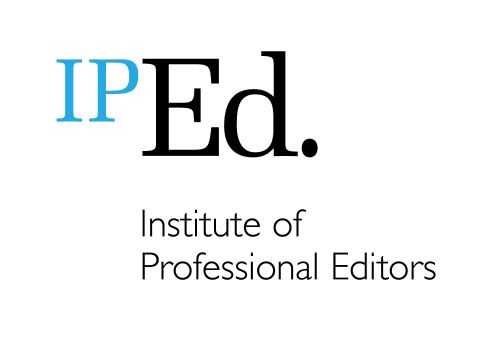 IPEd.
Institute of
Professional Editors